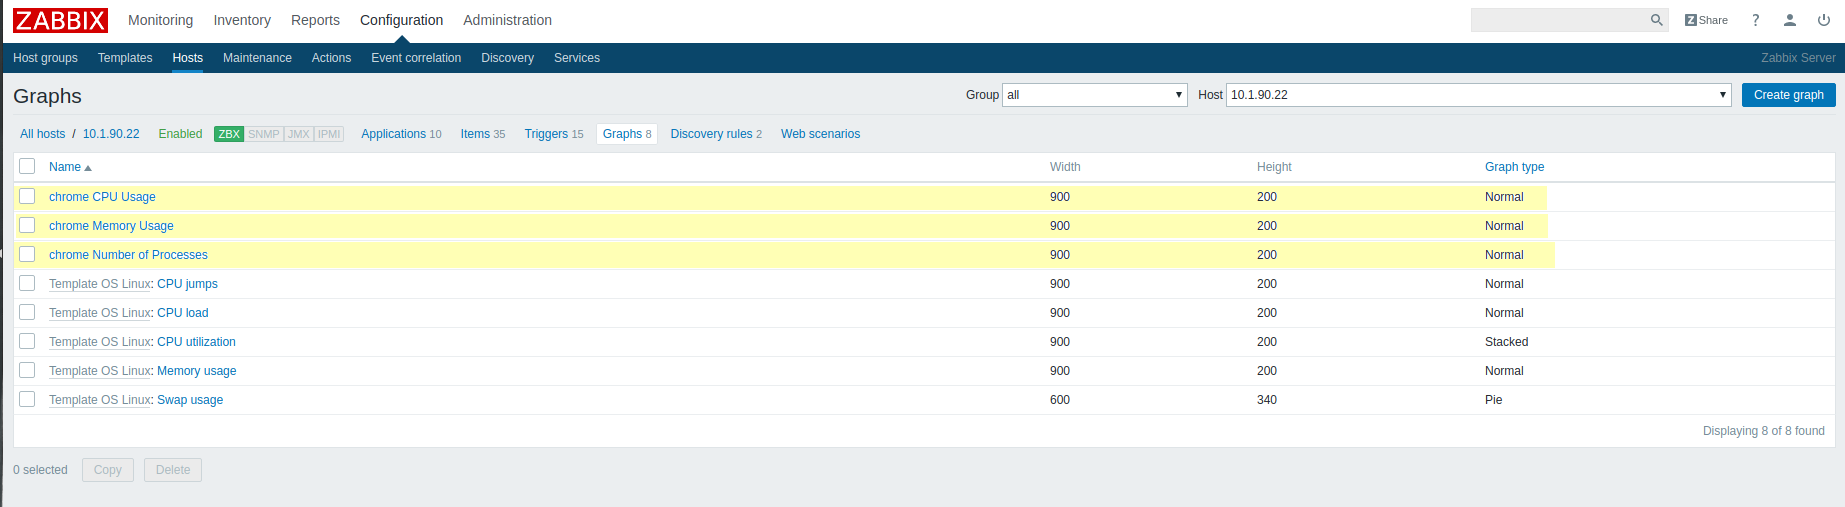 ZABBIX Monitoring Inventory Reports Configuration Administration Z Share ?
Host groups Templates Hosts Maintenance Actions Event correlation Discovery Services Zabbix Server
Graphs Group all Host 10.1.90.22 Create graph
All hosts / 10.1.90.22 Enabled ZBX SNMP JMX IPMI Applications 10 Items 35 Triggers 15 Graphs 8 Discovery rules 2 Web scenarios
Name Width Height Graph type
chrome CPU Usage 900 200 Normal
chrome Memory Usage 900 200 Normal
chrome Number of Processes 900 200 Normal
Template OS Linux: CPU jumps 900 200 Normal
Template OS Linux: CPU load 900 200 Normal
Template OS Linux: CPU utilization 900 200 Stacked
Template OS Linux: Memory usage 900 200 Normal
Template OS Linux: Swap usage 600 340 Pie
Displaying 8 of 8 found
0 selected Copy Delete